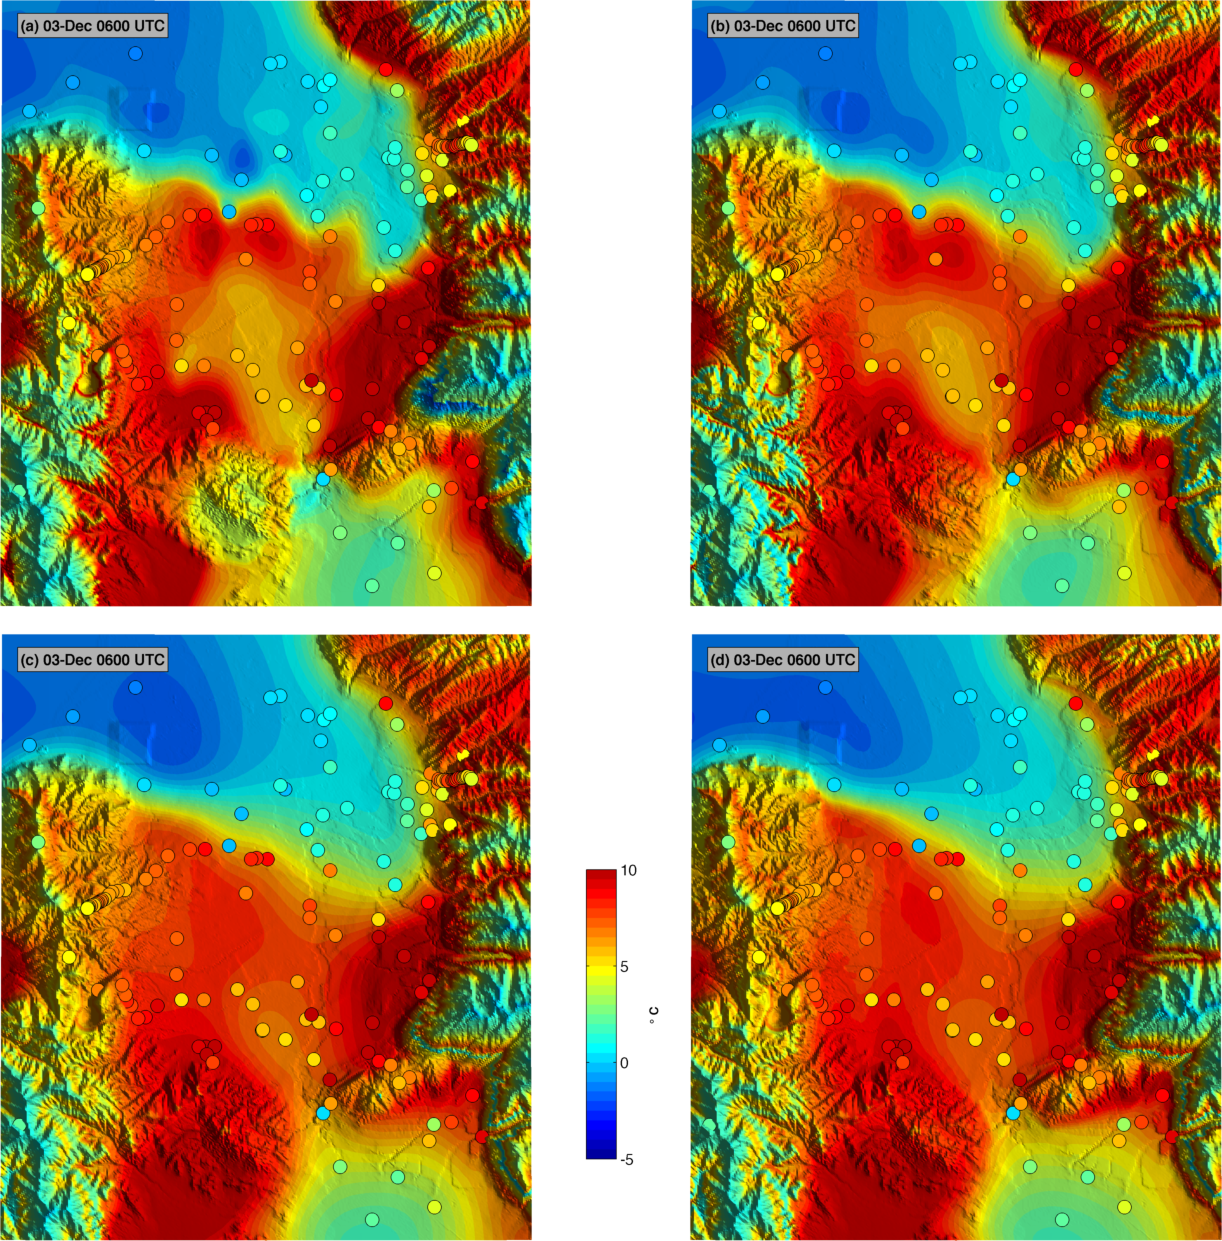 (a) 03-Dec 0600 UTC
(b) 03-Dec 0600 UTC
(c) 03-Dec 0600 UTC
(d) 03-Dec 0600 UTC
10
5
0
-5
° C